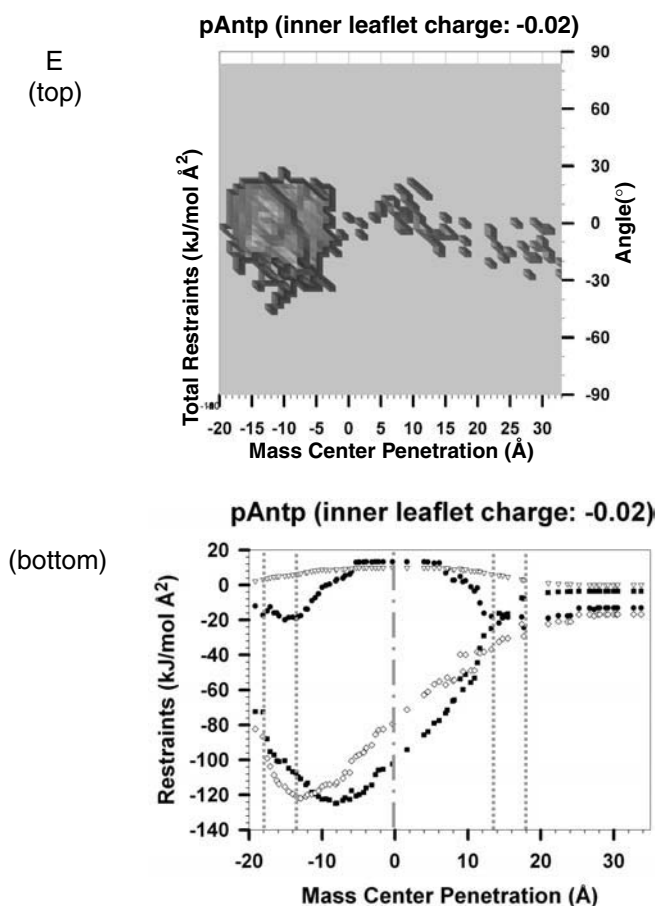 pAntp (inner leaflet charge: -0.02)
E
(top)
Total Restraints (kJ/mol Å²)
90
60
30
0
-30
-60
-90
Angle(°)
-20 -15 -10 -5 0 5 10 15 20 25 30
Mass Center Penetration (Å)
(bottom)
pAntp (inner leaflet charge: -0.02)
Restraints (kJ/mol Å²)
20
0
-20
-40
-60
-80
-100
-120
-140
-20 -10 0 10 20 30
Mass Center Penetration (Å)